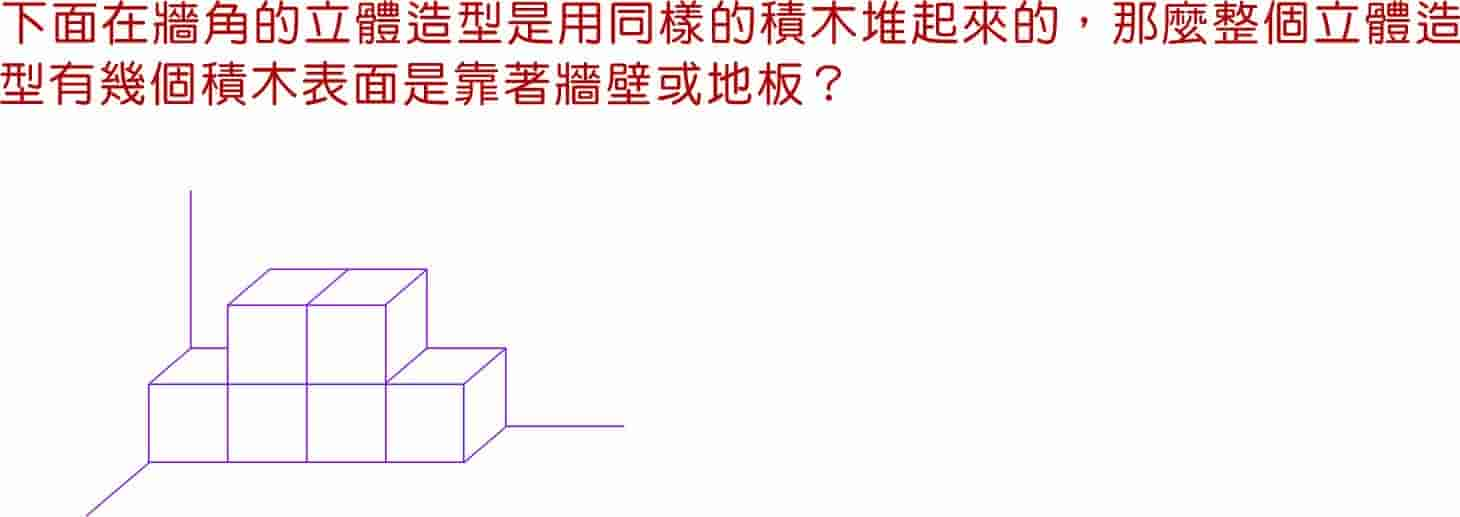 下面在牆角的立體造型是用同樣的積木堆起來的，那麼整個立體造
型有幾個積木表面是靠著牆壁或地板？